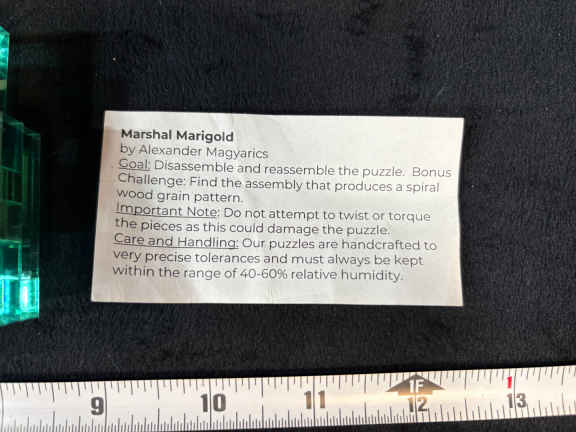 Marshal Marigold
by Alexander Magyarics
Goal: Disassemble and reassemble the puzzle. Bonus
Challenge: Find the assembly that produces a spiral
wood grain pattern.
Important Note: Do not attempt to twist or torque
the pieces as this could damage the puzzle.
Care and Handling: Our puzzles are handcrafted to
very precise tolerances and must always be kept
within the range of 40-60% relative humidity.
1F 1
9 10 11 12 13